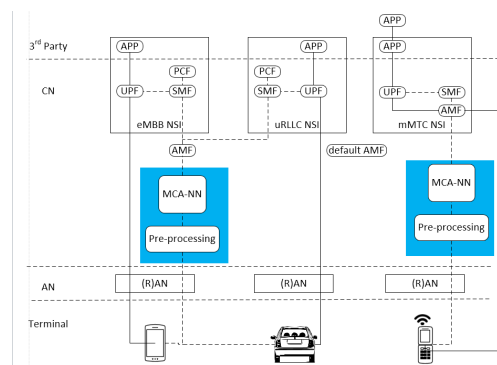 APP
3rd Party
APP
APP
APP
PCF
PCF
CN
UPF
SMF
SMF
UPF
UPF
SMF
AMF
eMBB NSI
uRLLC NSI
mMTC NSI
AMF
default AMF
MCA-NN
MCA-NN
Pre-processing
Pre-processing
AN
(R)AN
(R)AN
(R)AN
Terminal